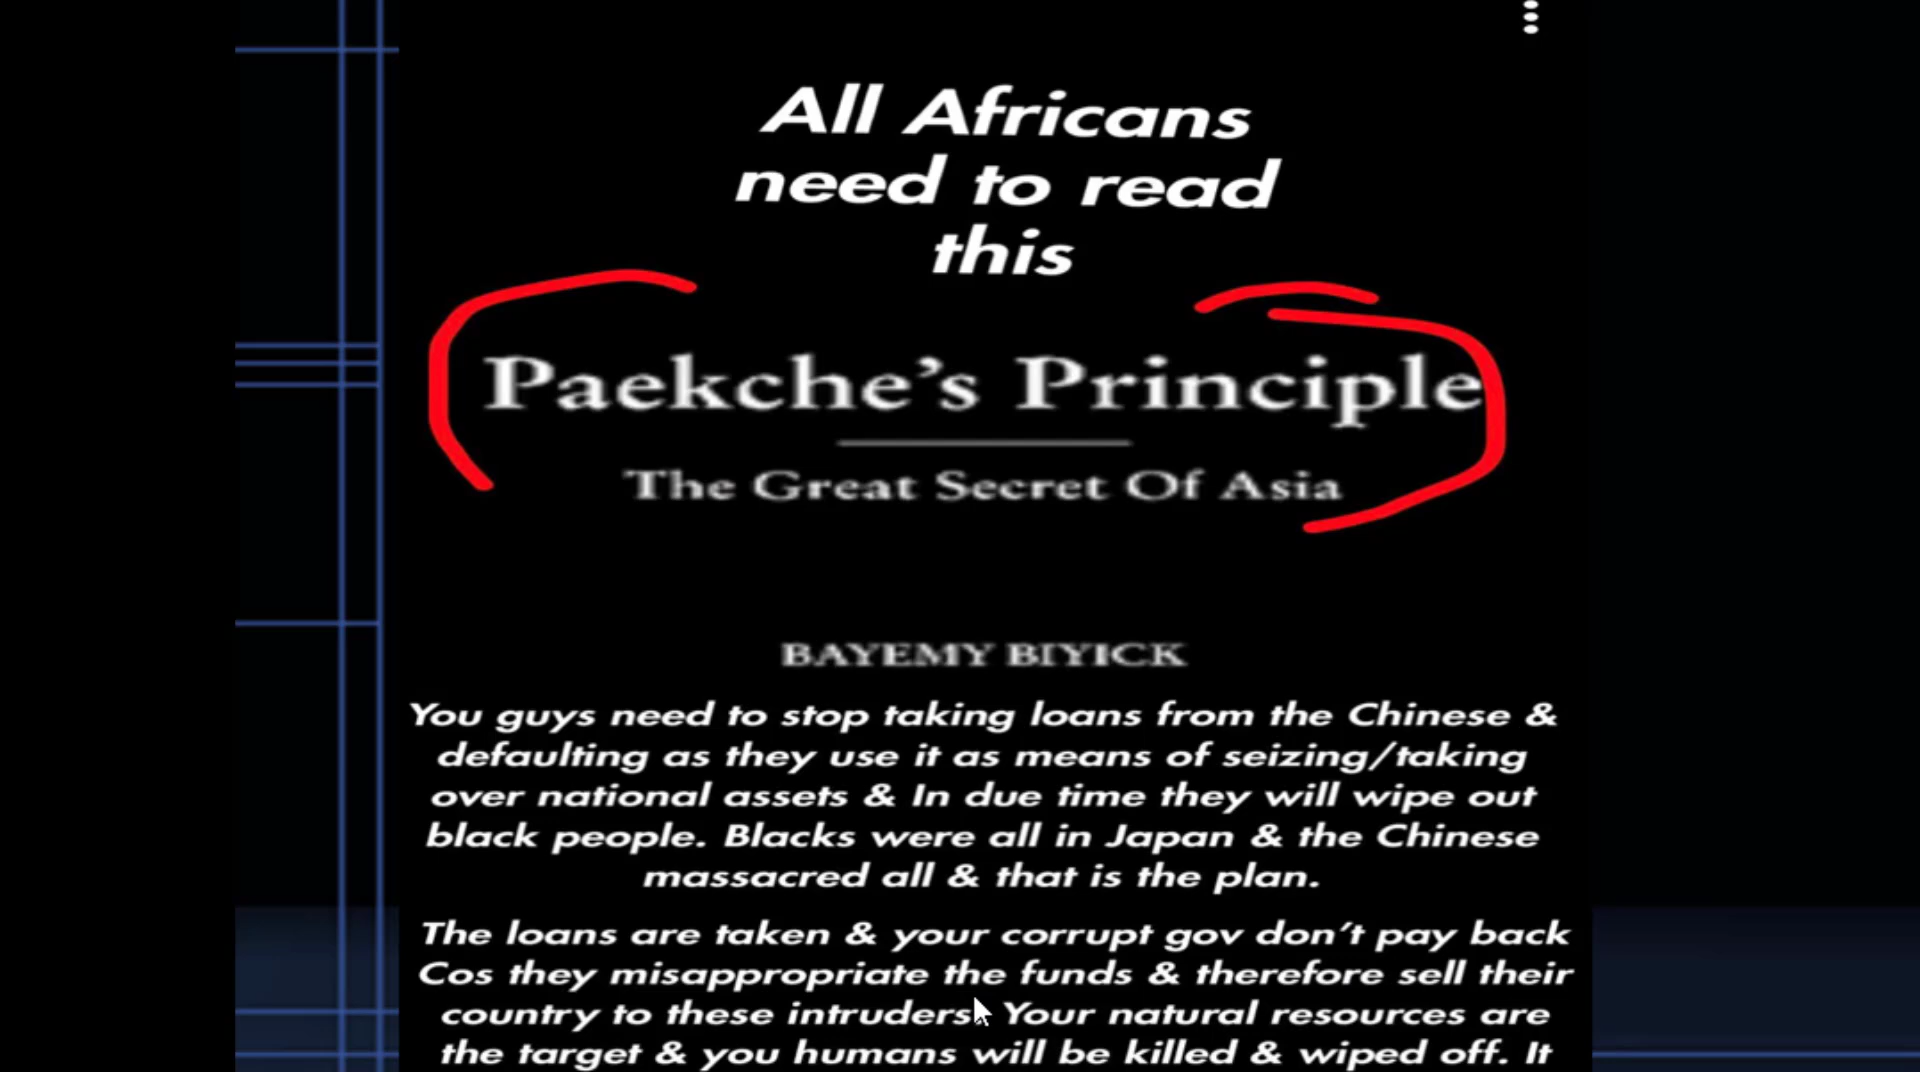 All Africans
need to read
this
Paekche’s Principle
The Great Secret Of Asia
BAYEMY BIYICK
You guys need to stop taking loans from the Chinese &
defaulting as they use it as means of seizing/taking
over national assets & In due time they will wipe out
black people. Blacks were all in Japan & the Chinese
massacred all & that is the plan.
The loans are taken & your corrupt gov don’t pay back
Cos they misappropriate the funds & therefore sell their
country to these intruders. Your natural resources are
the target & you humans will be killed & wiped off. It